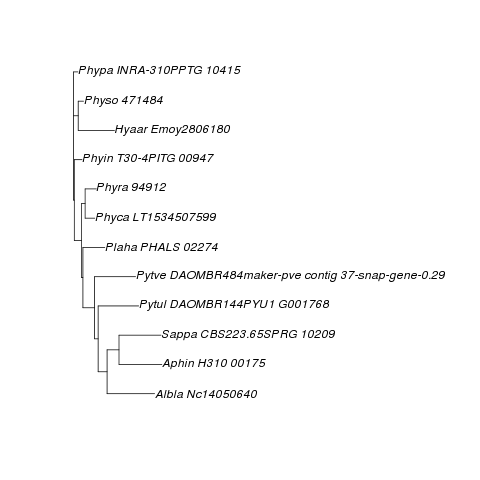 Phypa INRA-310PPTG 10415
Physo 471484
Hyaar Emoy2806180
Phyin T30-4PITG 00947
Phyra 94912
Phyca LT1534507599
Plaha PHALS 02274
Pytve DAOMBR484maker-pve contig 37-snap-gene-0.29
Pytul DAOMBR144PYU1 G001768
Sappa CBS223.65SPRG 10209
Aphin H310 00175
Albla Nc14050640